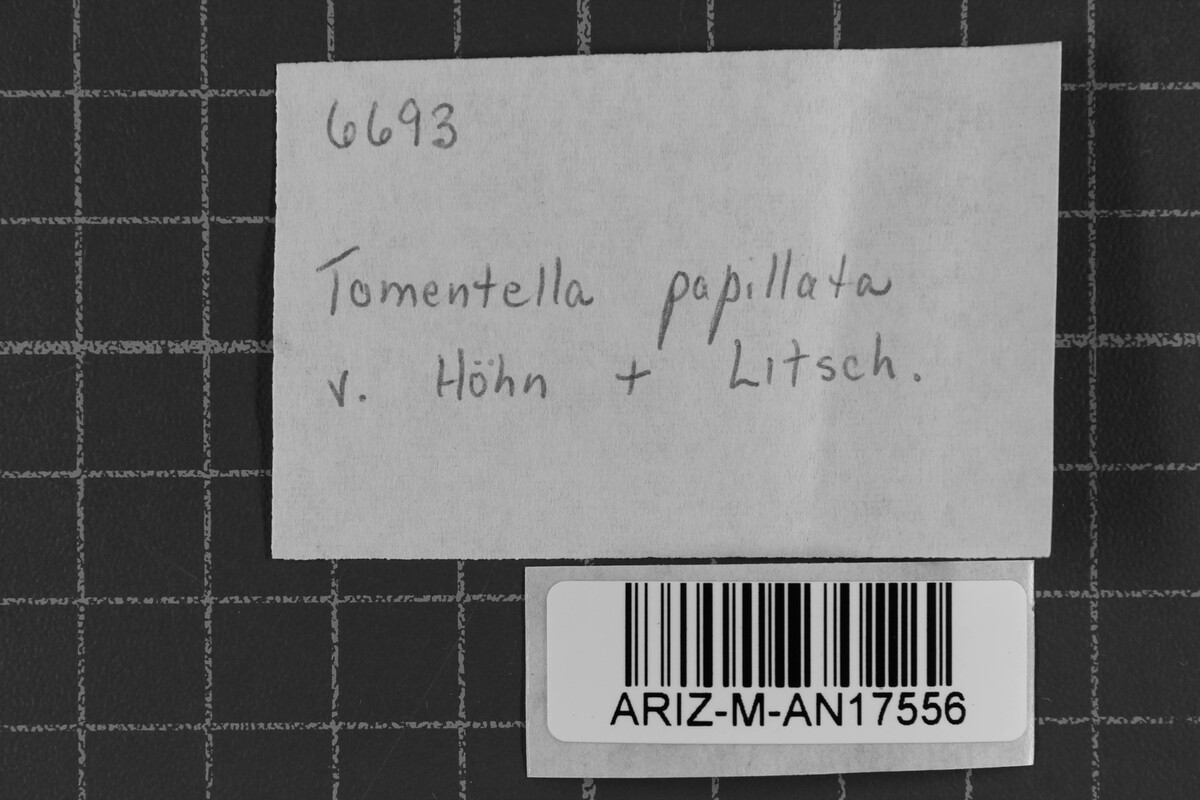 6693
Tomentella papillata
v. Höhn + Litsch.
ARIZ-M-AN17556